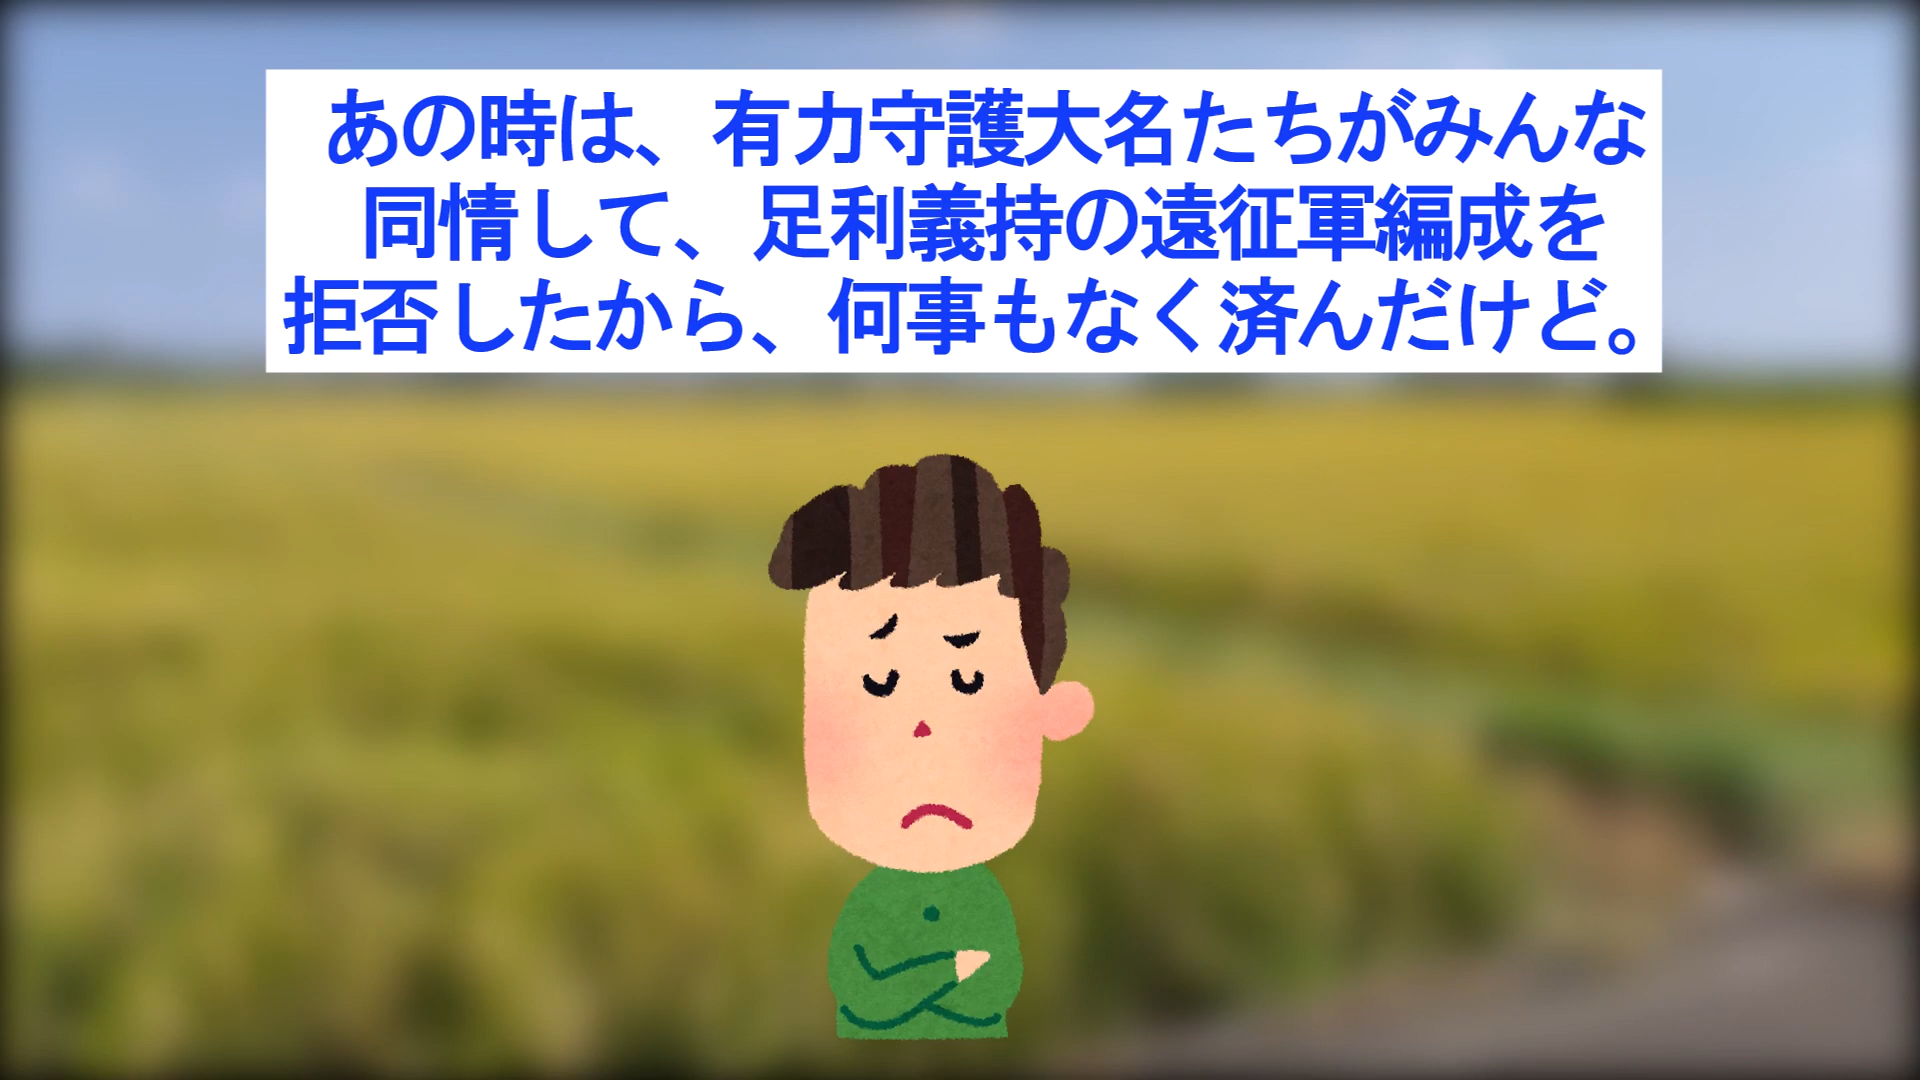 あの時は、有力守護大名たちがみんな
同情して、足利義持の遠征軍編成を
拒否したから、何事もなく済んだけど。